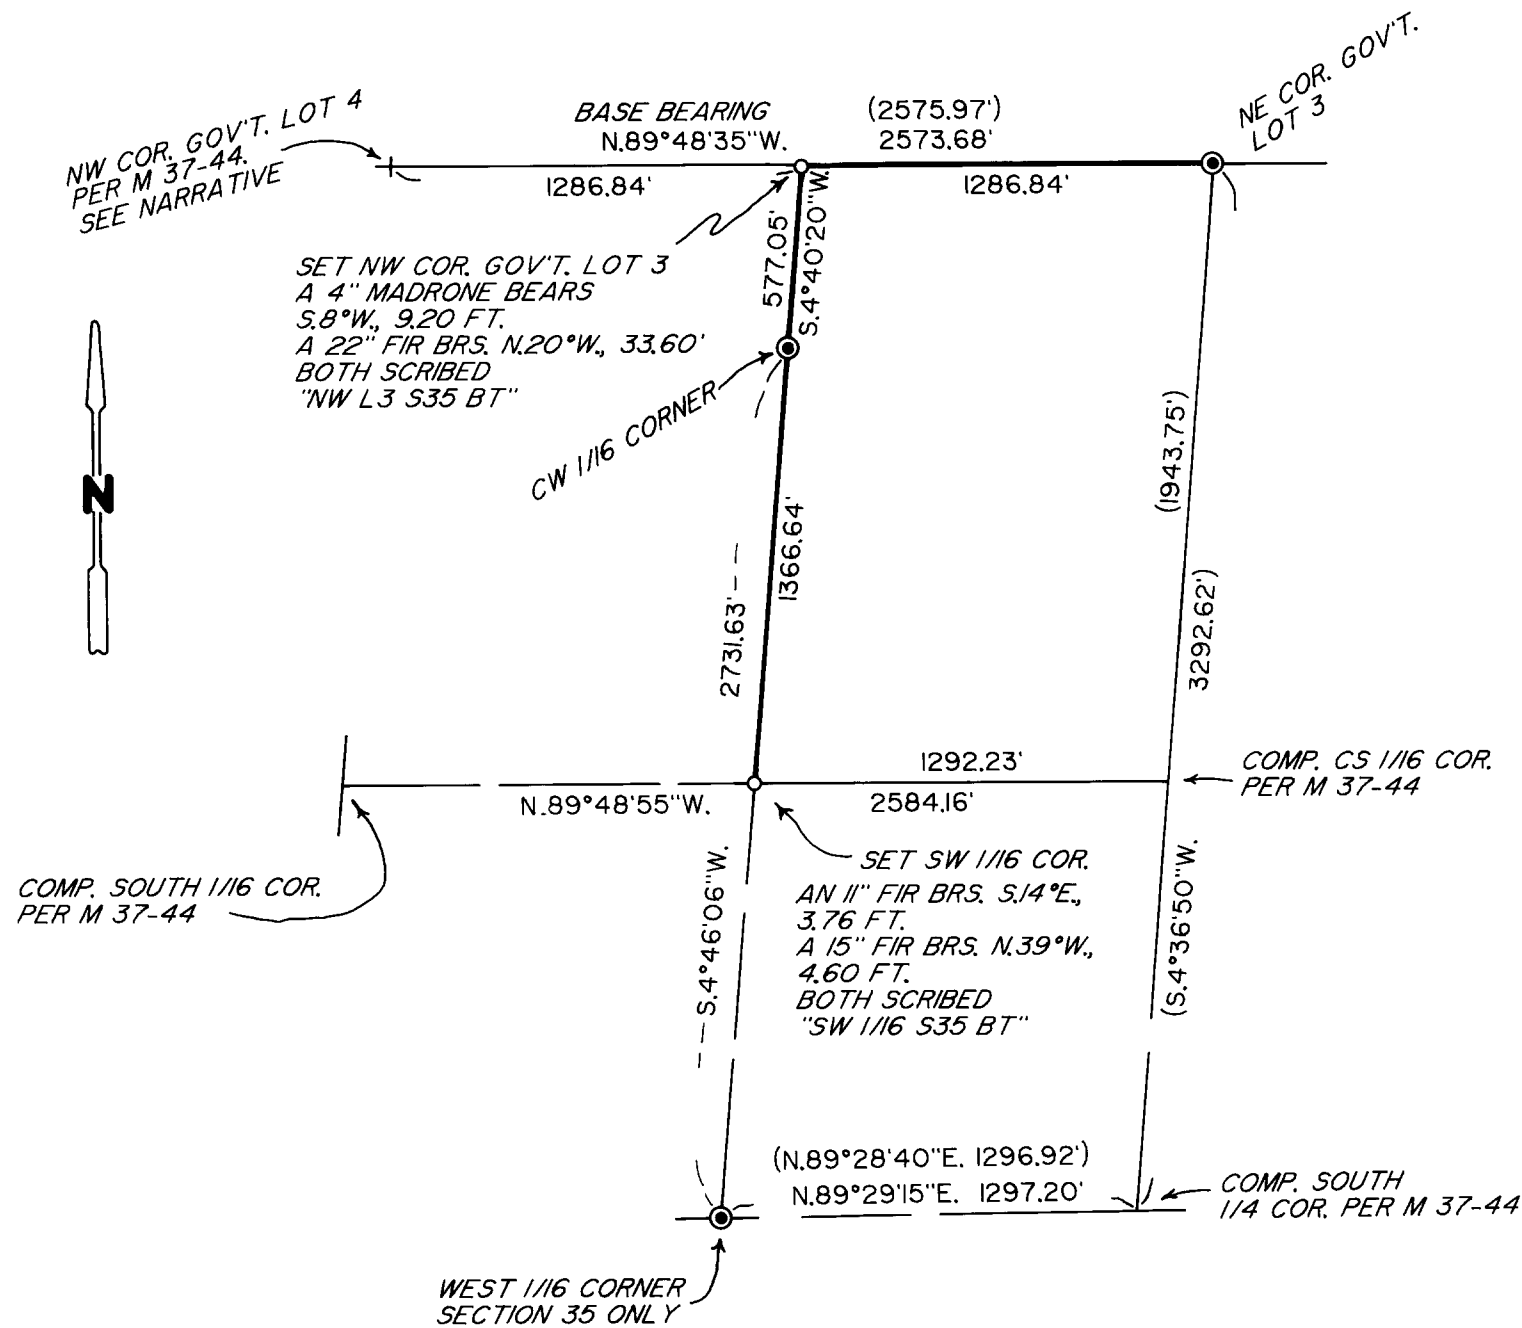 NW COR. GOV'T. LOT 4
PER M 37-44.
SEE NARRATIVE
BASE BEARING
N.89°48'35"W.
(2575.97')
2573.68'
NE COR. GOV'T.
LOT 3
1286.84'
1286.84'
577.05'
S.4°40'20"W.
SET NW COR. GOV'T. LOT 3
A 4" MADRONE BEARS
S.8°W., 9.20 FT.
A 22" FIR BRS. N.20°W., 33.60'
BOTH SCRIBED
"NW L3 S35 BT"
CW 1/16 CORNER
N
(1943.75')
1366.64'
2731.63'
3292.62')
1292.23'
N.89°48'55"W.
2584.16'
COMP. CS 1/16 COR.
PER M 37-44
COMP. SOUTH 1/16 COR.
PER M 37-44
SET SW 1/16 COR.
AN 11" FIR BRS. S.14°E.,
3.76 FT.
A 15" FIR BRS. N.39°W.,
4.60 FT.
BOTH SCRIBED
"SW 1/16 S35 BT"
S.4°46'06"W.
(S.4°36'50"W.
(N.89°28'40"E. 1296.92')
N.89°29'15"E. 1297.20'
COMP. SOUTH
1/4 COR. PER M 37-44
WEST 1/16 CORNER
SECTION 35 ONLY